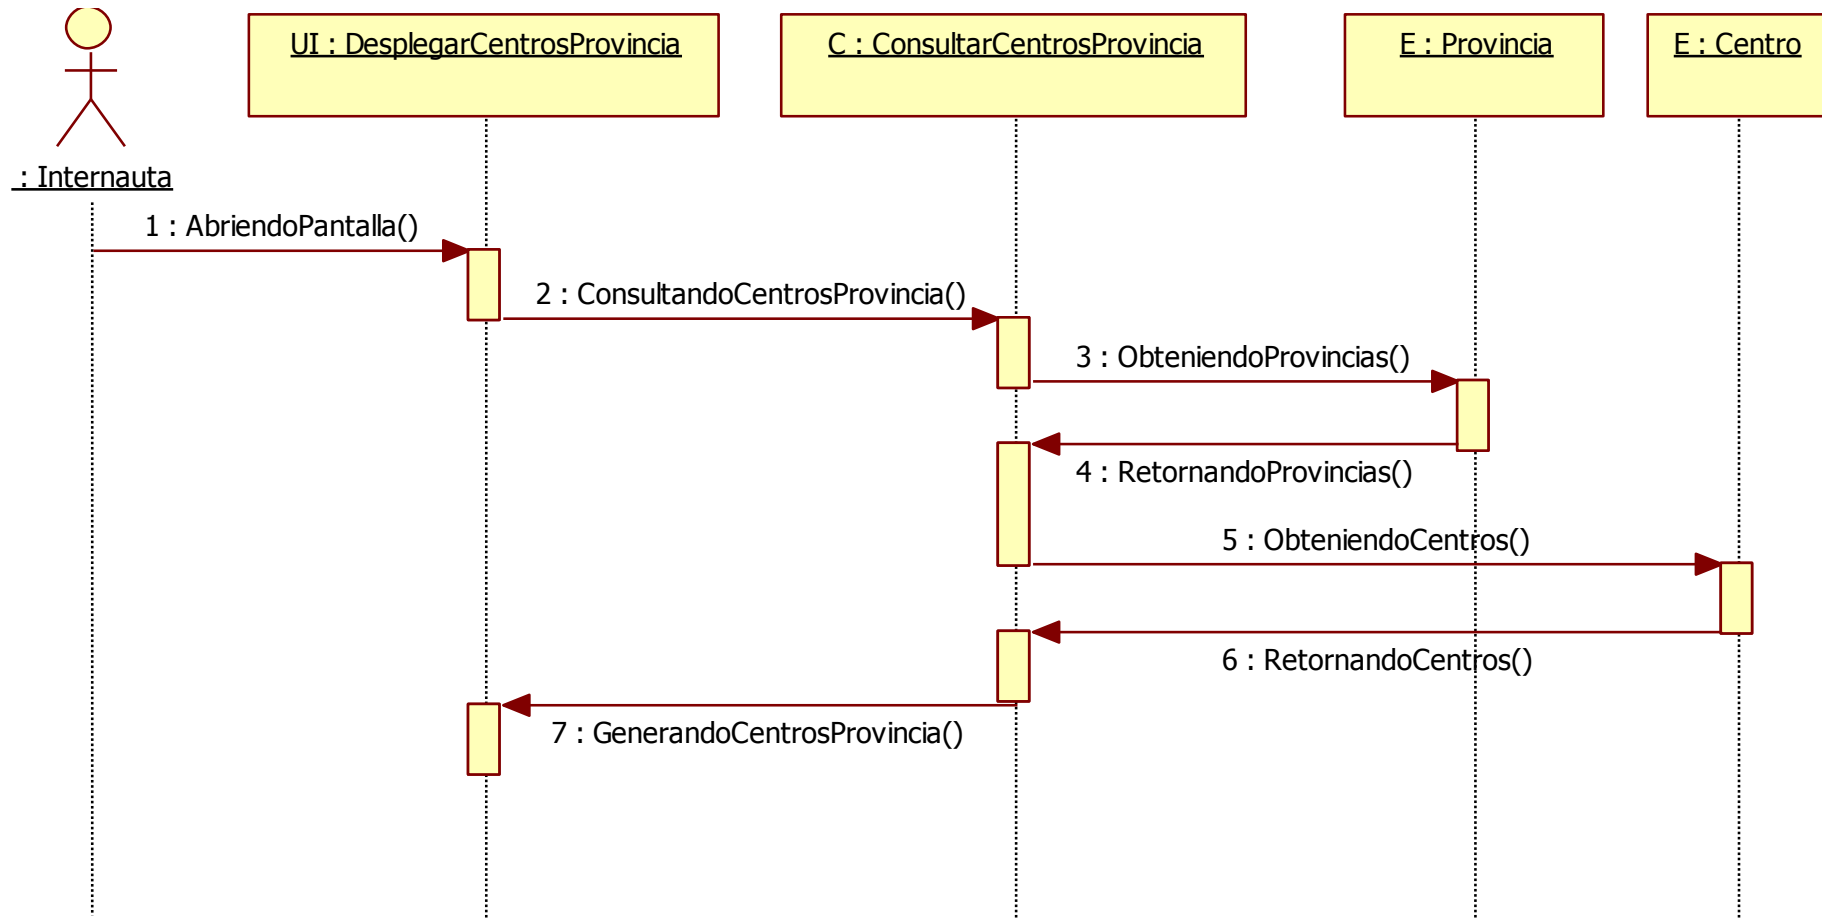 UI : DesplegarCentrosProvincia
C : ConsultarCentrosProvincia
E : Provincia
E : Centro
: Internauta
1 : AbriendoPantalla()
2 : ConsultandoCentrosProvincia()
3 : ObteniendoProvincias()
4 : RetornandoProvincias()
5 : ObteniendoCentros()
6 : RetornandoCentros()
7 : GenerandoCentrosProvincia()